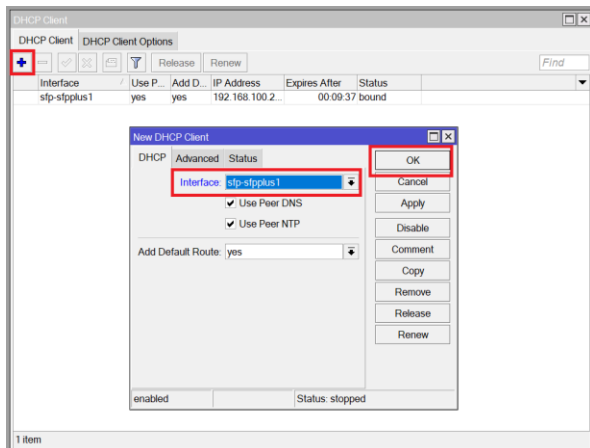 DHCP Client
DHCP Client DHCP Client Options
Release Renew Find
Interface Use P... Add D... IP Address Expires After Status
sfp-sfpplus1 yes yes 192.168.100.2... 00:09:37 bound
New DHCP Client
DHCP Advanced Status OK
Interface: sfp-sfpplus1 Cancel
Use Peer DNS Apply
Use Peer NTP Disable
Add Default Route: yes Comment
Copy
Remove
Release
Renew
enabled Status: stopped
1 item